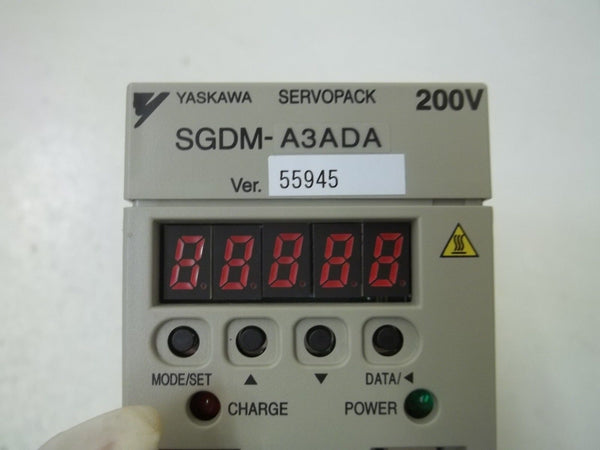 YASKAWA SERVOPACK 200V
SGDM-A3ADA
Ver. 55945
MODE/SET ▲ ▼ DATA/◀
CHARGE POWER